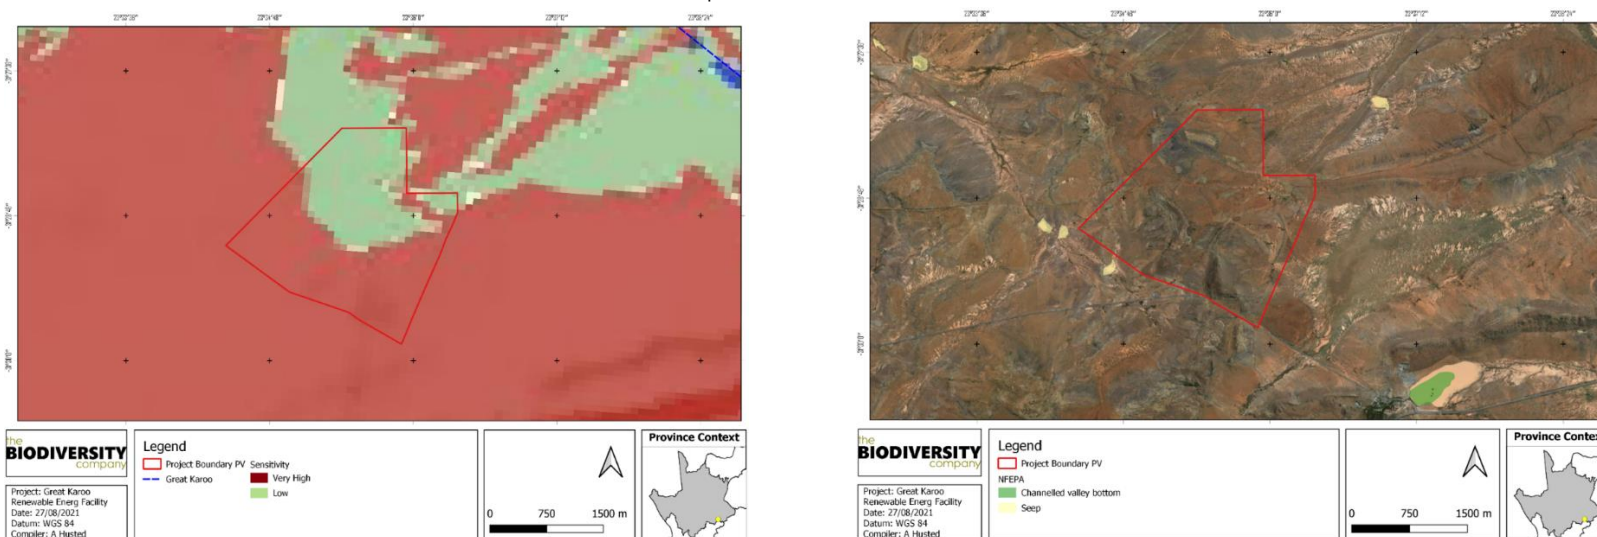 the
BIODIVERSITY
company
Project: Great Karoo
Renewable Energ Facility
Date: 27/08/2021
Datum: WGS 84
Compiler: A Husted
Legend
Project Boundary PV
Great Karoo
Sensitivity
Very High
Low
0 750 1500 m
Province Context
the
BIODIVERSITY
company
Project: Great Karoo
Renewable Energ Facility
Date: 27/08/2021
Datum: WGS 84
Compiler: A Husted
Legend
Project Boundary PV
NFEPA
Channelled valley bottom
Seep
0 750 1500 m
Province Contex